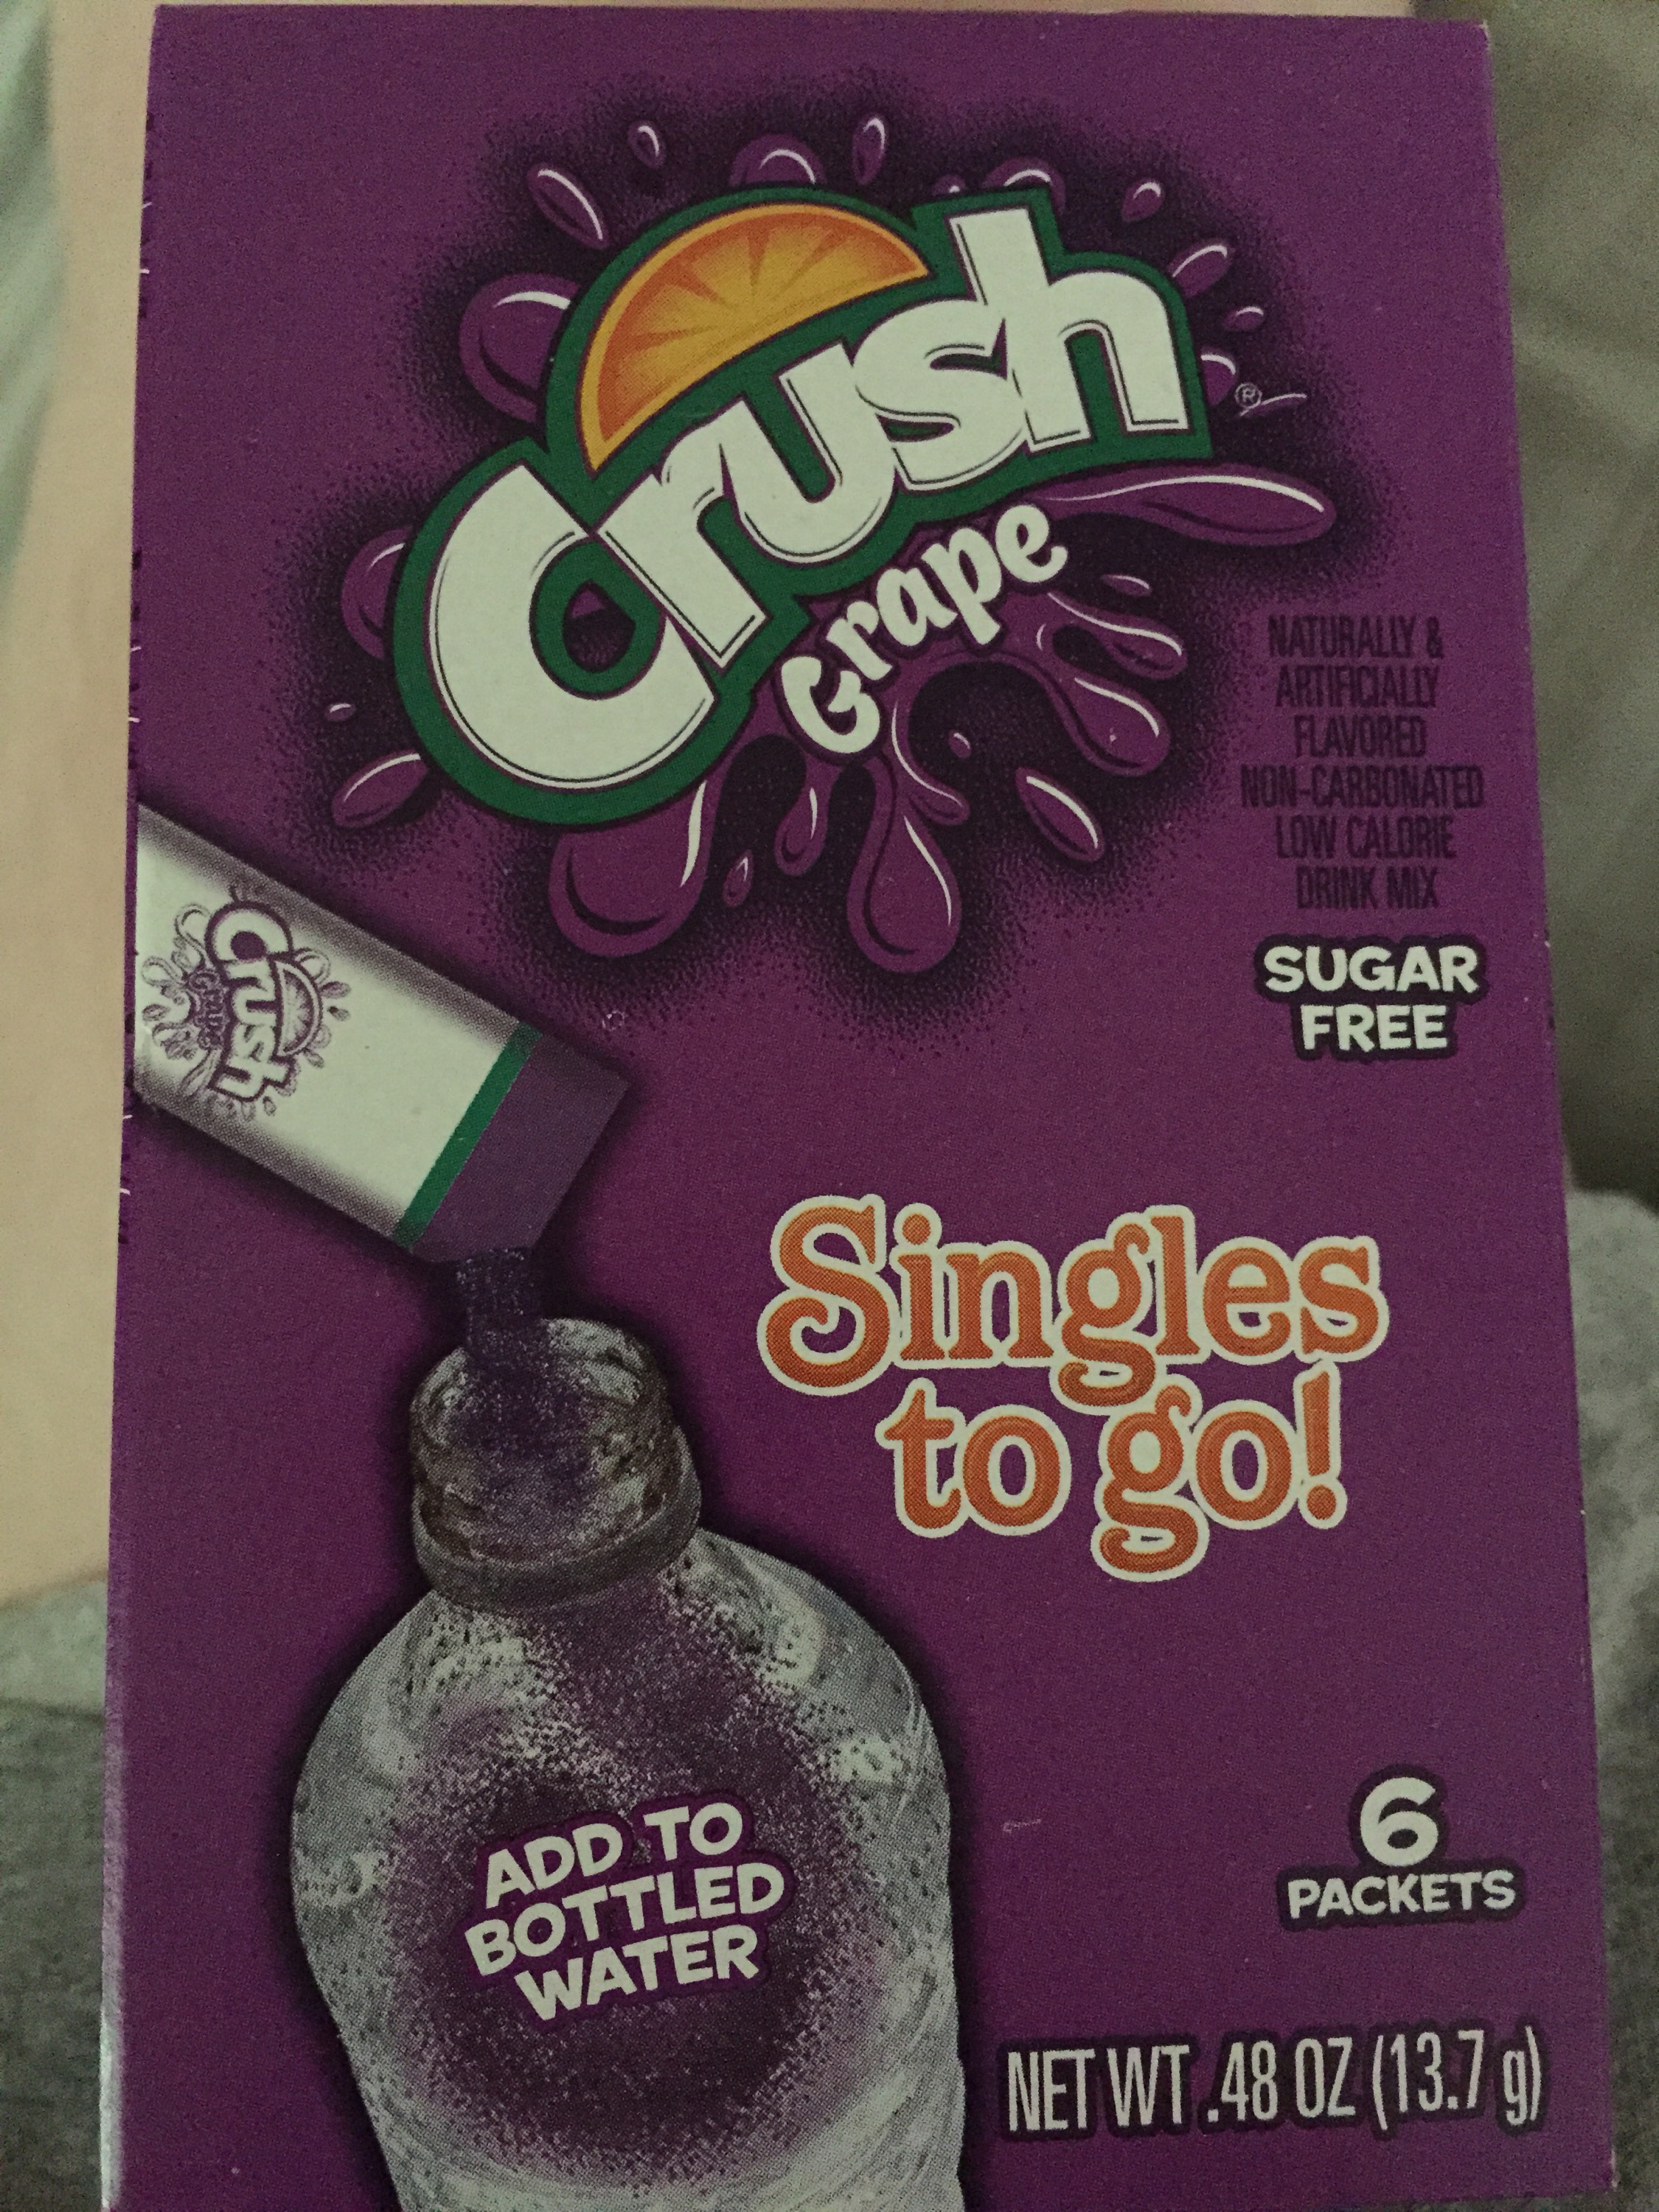 Crush
®
Grape
NATURALLY &
ARTIFICIALLY
FLAVORED
NON-CARBONATED
LOW CALORIE
DRINK MIX
SUGAR
FREE
Crush
Grape
Singles
to go!
ADD TO
BOTTLED
WATER
6
PACKETS
NET WT .48 OZ (13.7 g)